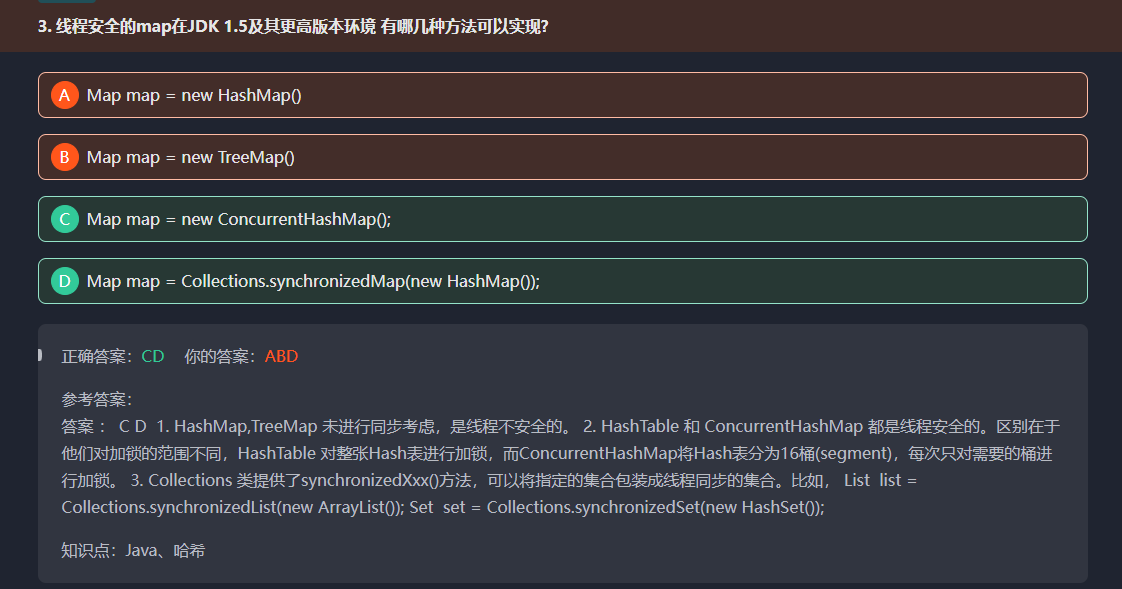 3. 线程安全的map在JDK 1.5及其更高版本环境 有哪几种方法可以实现?
A Map map = new HashMap()
B Map map = new TreeMap()
C Map map = new ConcurrentHashMap();
D Map map = Collections.synchronizedMap(new HashMap());
正确答案：CD 你的答案：ABD
参考答案：
答案 ： C D 1. HashMap,TreeMap 未进行同步考虑，是线程不安全的。 2. HashTable 和 ConcurrentHashMap 都是线程安全的。区别在于
他们对加锁的范围不同，HashTable 对整张Hash表进行加锁，而ConcurrentHashMap将Hash表分为16桶(segment)，每次只对需要的桶进
行加锁。 3. Collections 类提供了synchronizedXxx()方法，可以将指定的集合包装成线程同步的集合。比如， List list =
Collections.synchronizedList(new ArrayList()); Set set = Collections.synchronizedSet(new HashSet());
知识点：Java、哈希